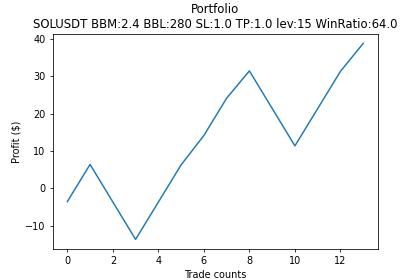 Portfolio
SOLUSDT BBM:2.4 BBL:280 SL:1.0 TP:1.0 lev:15 WinRatio:64.0
40
30
20
10
0
−10
Profit ($)
0 2 4 6 8 10 12
Trade counts